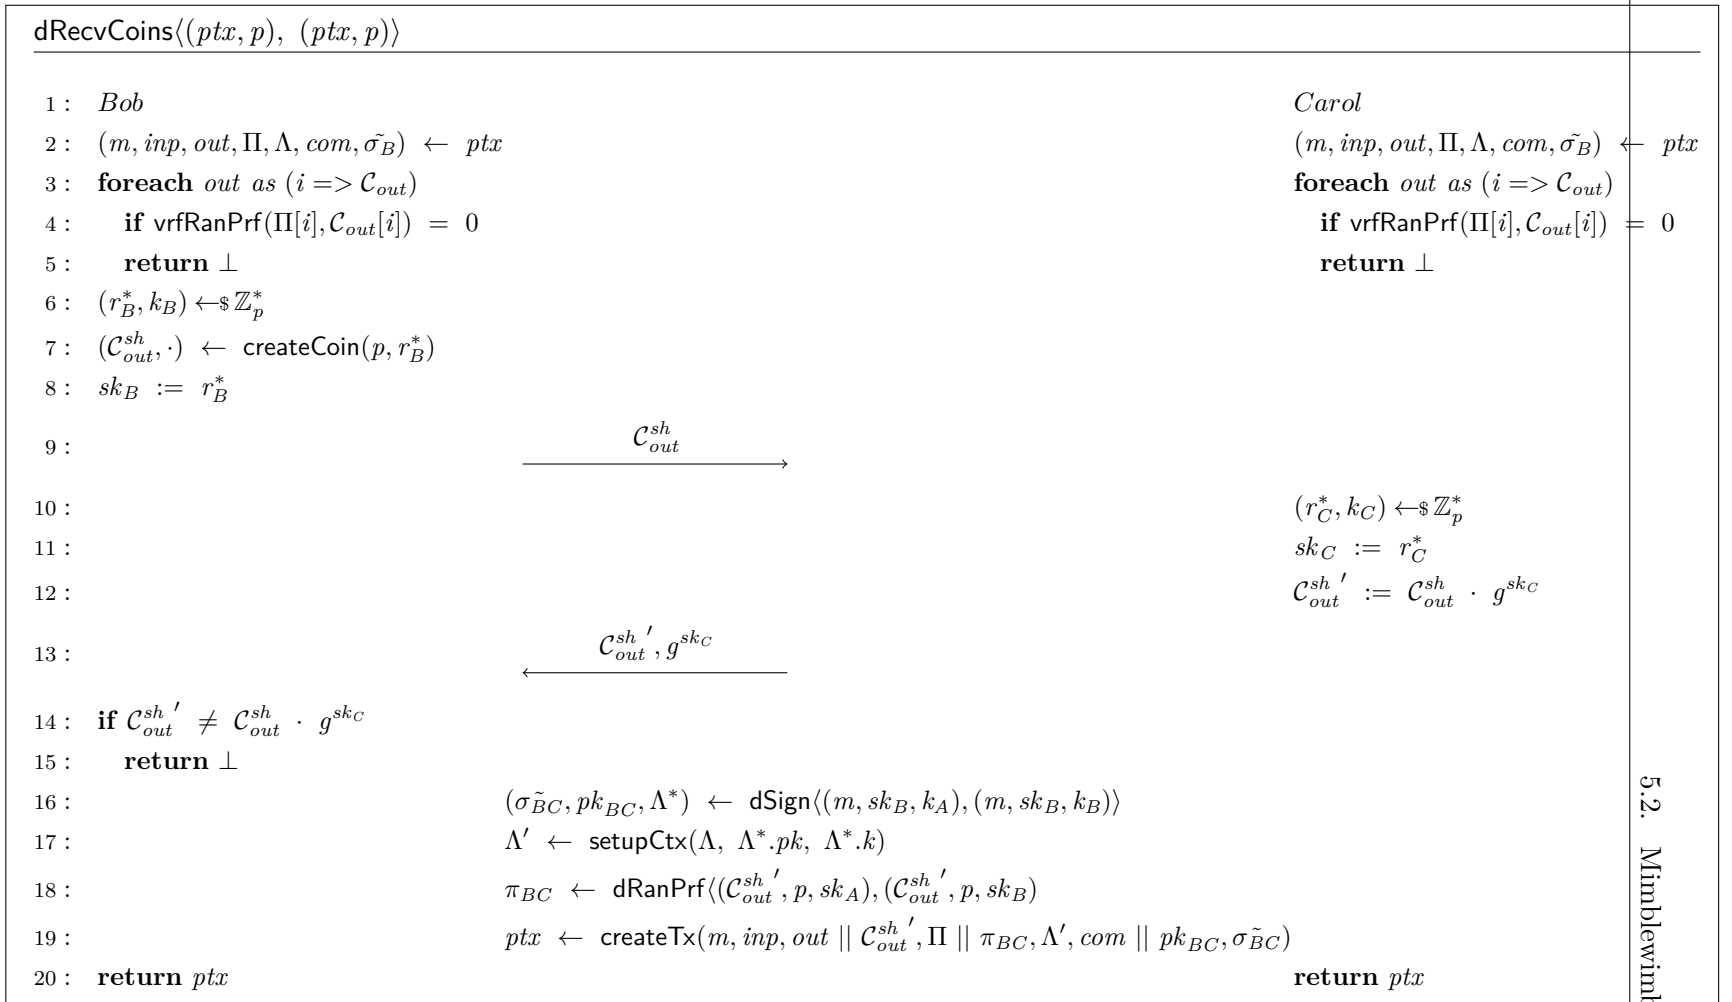 dRecvCoins⟨(ptx, p), (ptx, p)⟩
1 : Bob Carol
2 : (m, inp, out, Π, Λ, com, σ̃_B) ← ptx (m, inp, out, Π, Λ, com, σ̃_B) ← ptx
3 : foreach out as (i => 𝒞_out) foreach out as (i => 𝒞_out)
4 : if vrfRanPrf(Π[i], 𝒞_out[i]) = 0 if vrfRanPrf(Π[i], 𝒞_out[i]) = 0
5 : return ⊥ return ⊥
6 : (r*_B, k_B) ←$ ℤ*_p
7 : (𝒞^sh_out, ·) ← createCoin(p, r*_B)
8 : sk_B := r*_B
9 : 𝒞^sh_out
10 : (r*_C, k_C) ←$ ℤ*_p
11 : sk_C := r*_C
12 : 𝒞^sh_out′ := 𝒞^sh_out · g^{sk_C}
13 : 𝒞^sh_out′, g^{sk_C}
14 : if 𝒞^sh_out′ ≠ 𝒞^sh_out · g^{sk_C}
15 : return ⊥
16 : (σ̃_BC, pk_BC, Λ*) ← dSign⟨(m, sk_B, k_A), (m, sk_B, k_B)⟩
17 : Λ′ ← setupCtx(Λ, Λ*.pk, Λ*.k)
18 : π_BC ← dRanPrf⟨(𝒞^sh_out′, p, sk_A), (𝒞^sh_out′, p, sk_B)
19 : ptx ← createTx(m, inp, out || 𝒞^sh_out′, Π || π_BC, Λ′, com || pk_BC, σ̃_BC)
20 : return ptx return ptx
5.2. Mimblewim